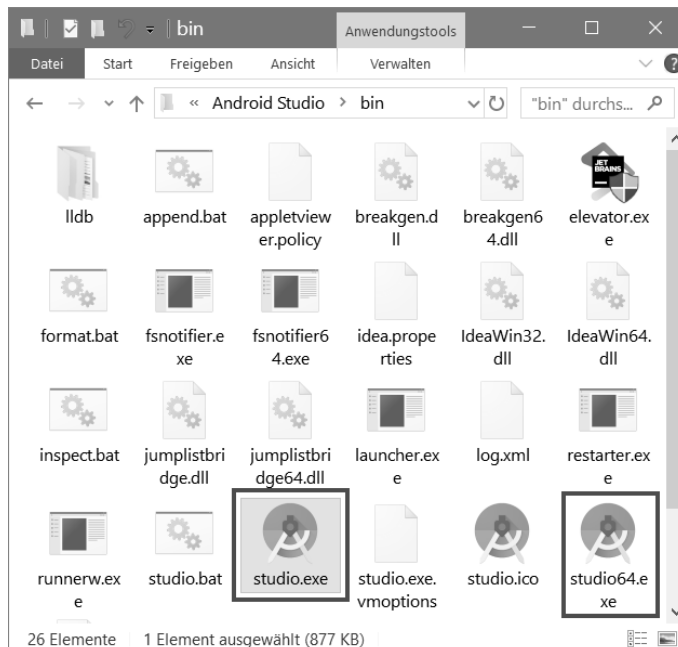 bin
Anwendungstools
Datei Start Freigeben Ansicht Verwalten
« Android Studio > bin "bin" durchs...
JET
BRAINS
lldb append.bat appletview breakgen.d breakgen6 elevator.ex
er.policy ll 4.dll e
format.bat fsnotifier.e fsnotifier6 idea.prope IdeaWin32. IdeaWin64.
xe 4.exe rties dll dll
inspect.bat jumplistbri jumplistbri launcher.ex log.xml restarter.ex
dge.dll dge64.dll e e
runnerw.ex studio.bat studio.exe studio.exe. studio.ico studio64.e
e vmoptions xe
26 Elemente 1 Element ausgewählt (877 KB)